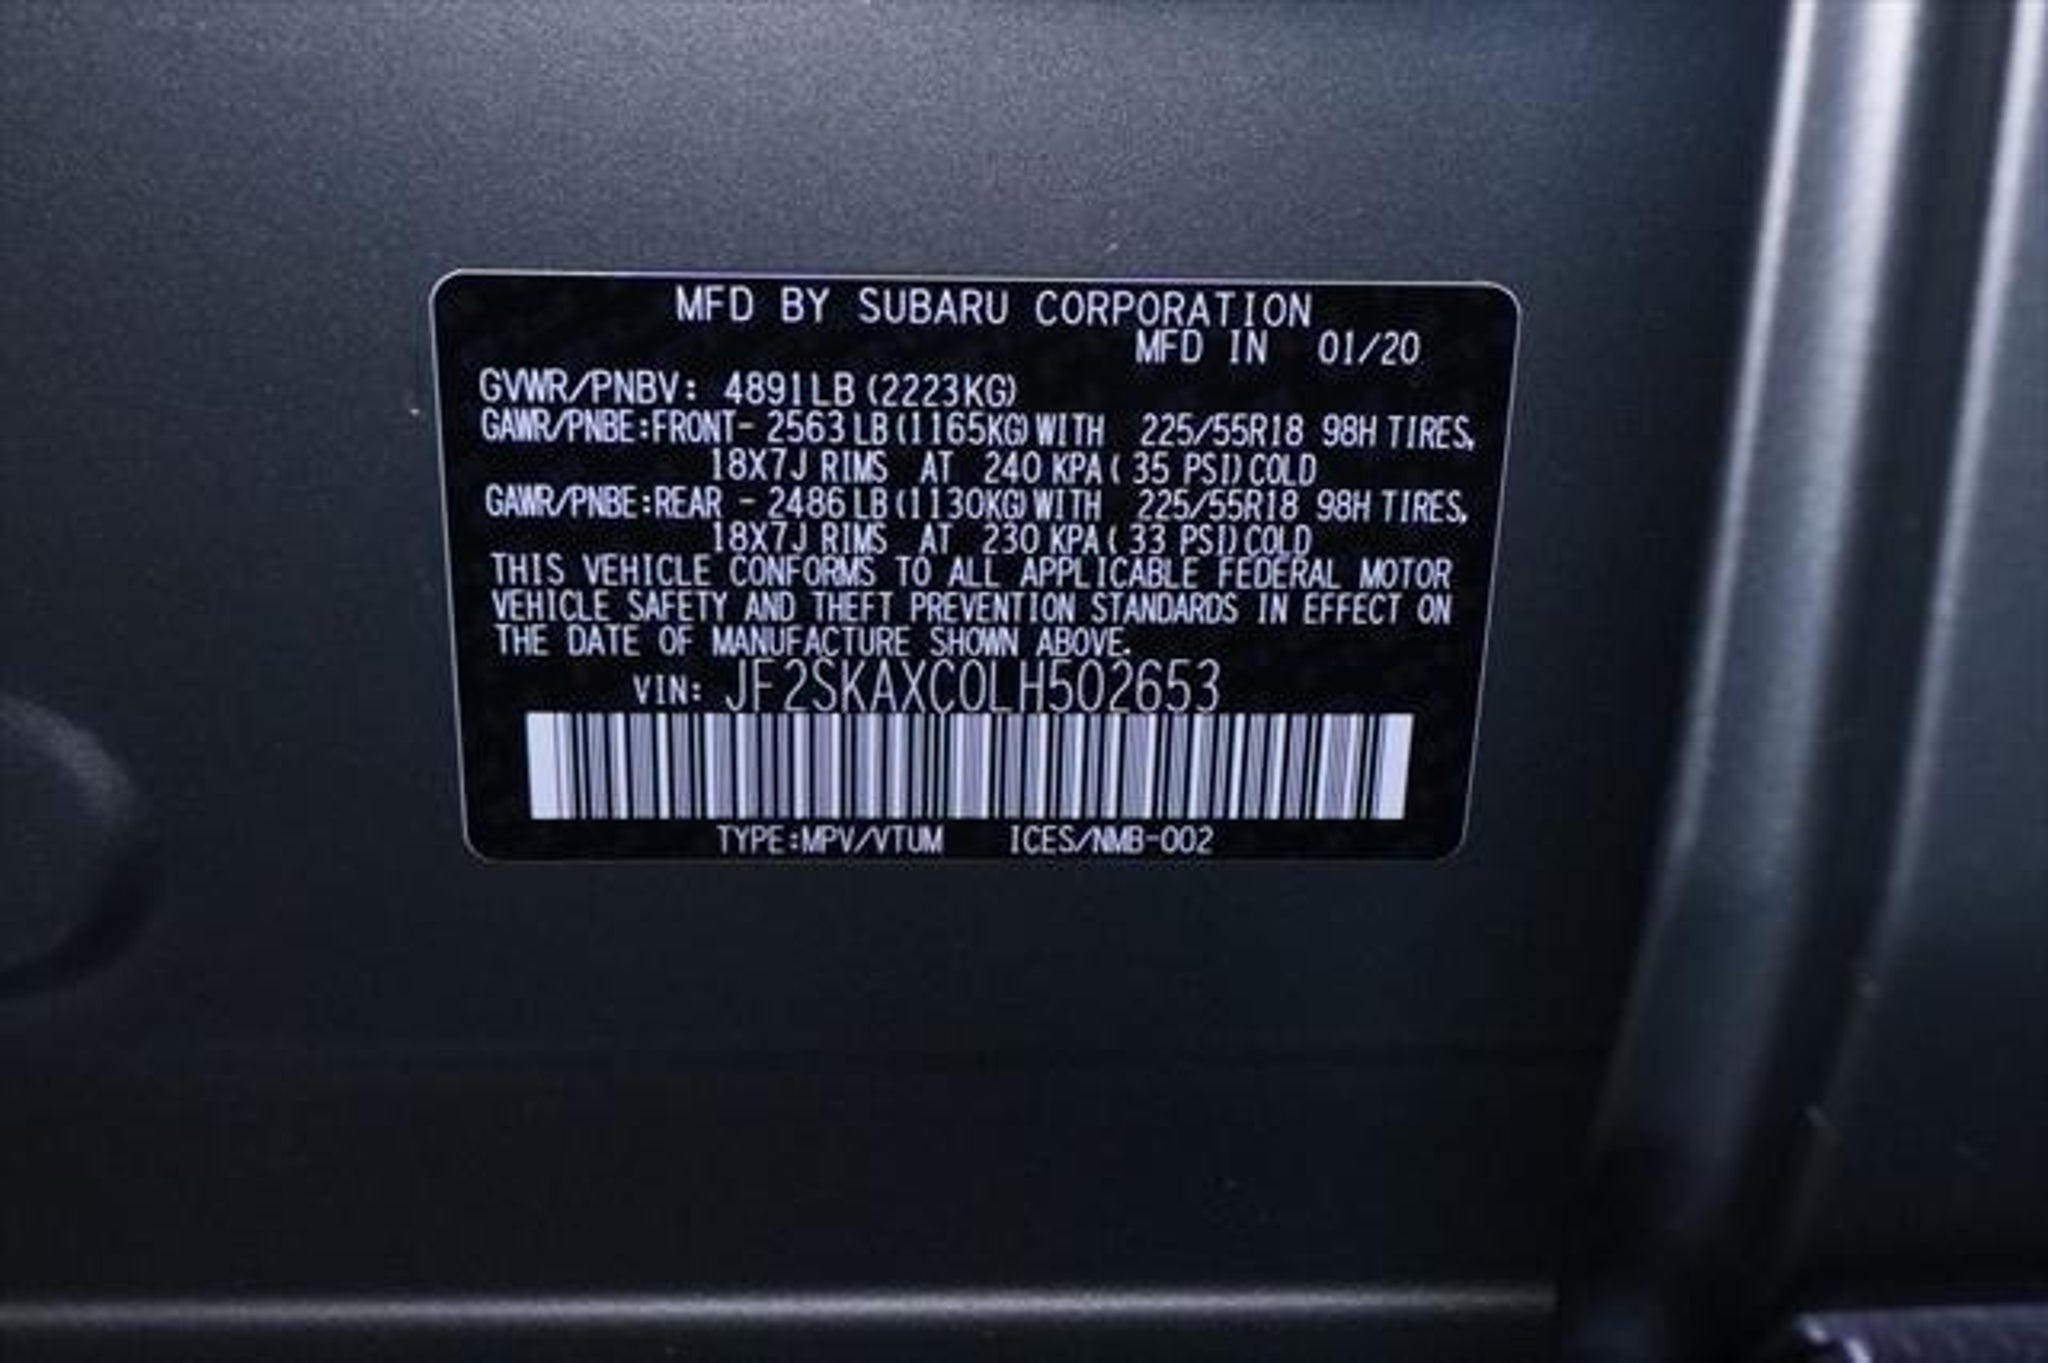 MFD BY SUBARU CORPORATION
MFD IN 01/20
GVWR/PNBV: 4891LB (2223KG)
GAWR/PNBE:FRONT- 2563LB(1165KG)WITH 225/55R18 98H TIRES,
18X7J RIMS AT 240 KPA( 35 PSI)COLD
GAWR/PNBE:REAR - 2486LB(1130KG)WITH 225/55R18 98H TIRES,
18X7J RIMS AT 230 KPA( 33 PSI)COLD
THIS VEHICLE CONFORMS TO ALL APPLICABLE FEDERAL MOTOR
VEHICLE SAFETY AND THEFT PREVENTION STANDARDS IN EFFECT ON
THE DATE OF MANUFACTURE SHOWN ABOVE.
VIN: JF2SKAXC0LH502653
TYPE:MPV/VTUM ICES/NMB-002